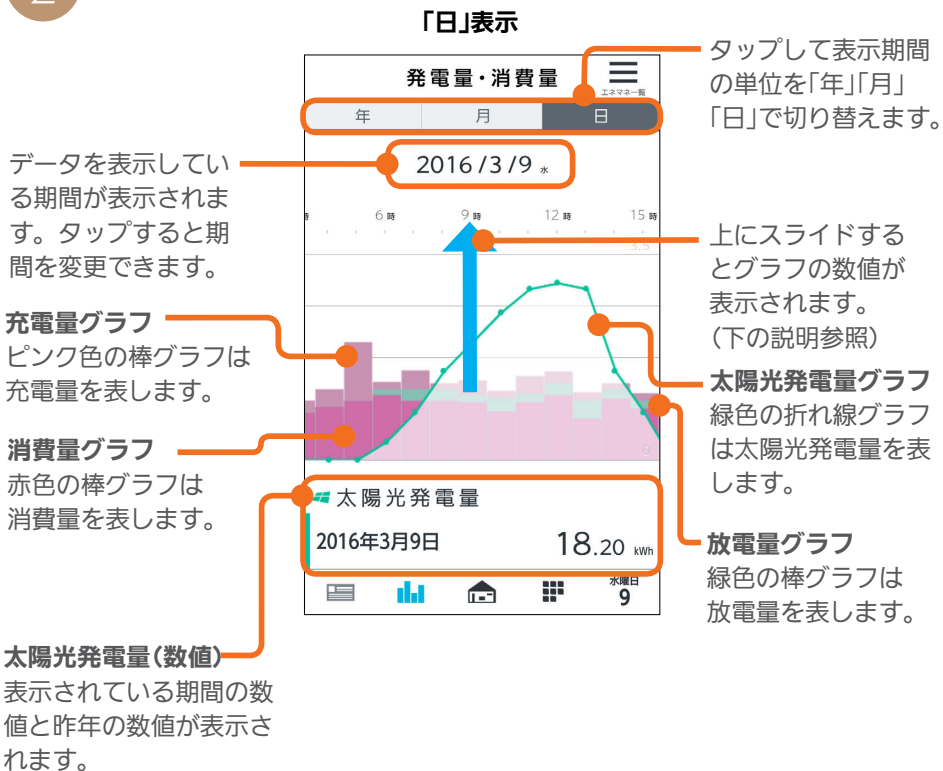 2
「日」表示
発電量・消費量
エネマネ一覧
年 月 日
2016/3/9 水
時 6時 9時 12時 15時
3.5
0
太陽光発電量
2016年3月9日 18.20 kWh
水曜日
9
タップして表示期間
の単位を「年」「月」
「日」で切り替えます。
データを表示してい
る期間が表示されま
す。タップすると期
間を変更できます。
上にスライドする
とグラフの数値が
表示されます。
(下の説明参照)
充電量グラフ
ピンク色の棒グラフは
充電量を表します。
太陽光発電量グラフ
緑色の折れ線グラフ
は太陽光発電量を表
します。
消費量グラフ
赤色の棒グラフは
消費量を表します。
放電量グラフ
緑色の棒グラフは
放電量を表します。
太陽光発電量(数値)
表示されている期間の数
値と昨年の数値が表示さ
れます。